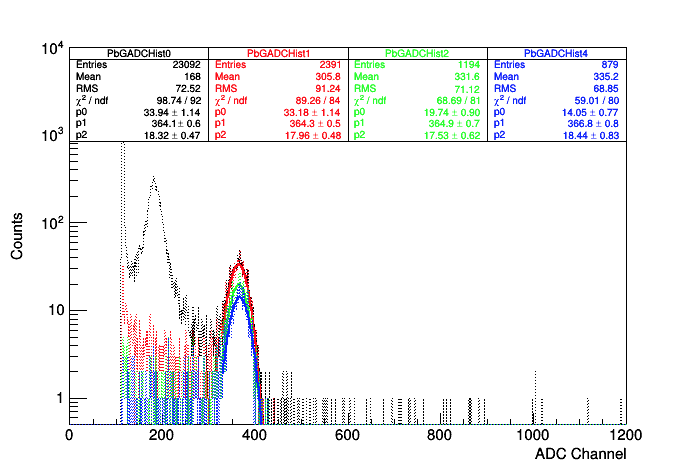 10^4
PbGADCHist0 PbGADCHist1 PbGADCHist2 PbGADCHist4
Entries 23092 Entries 2391 Entries 1194 Entries 879
Mean 168 Mean 305.8 Mean 331.6 Mean 335.2
RMS 72.52 RMS 91.24 RMS 71.12 RMS 68.85
χ² / ndf 98.74 / 92 χ² / ndf 89.26 / 84 χ² / ndf 68.69 / 81 χ² / ndf 59.01 / 80
p0 33.94 ± 1.14 p0 33.18 ± 1.14 p0 19.74 ± 0.90 p0 14.05 ± 0.77
p1 364.1 ± 0.6 p1 364.3 ± 0.5 p1 364.9 ± 0.7 p1 366.8 ± 0.8
p2 18.32 ± 0.47 p2 17.96 ± 0.48 p2 17.53 ± 0.62 p2 18.44 ± 0.83
10^3
10^2
Counts
10
1
0 200 400 600 800 1000 1200
ADC Channel